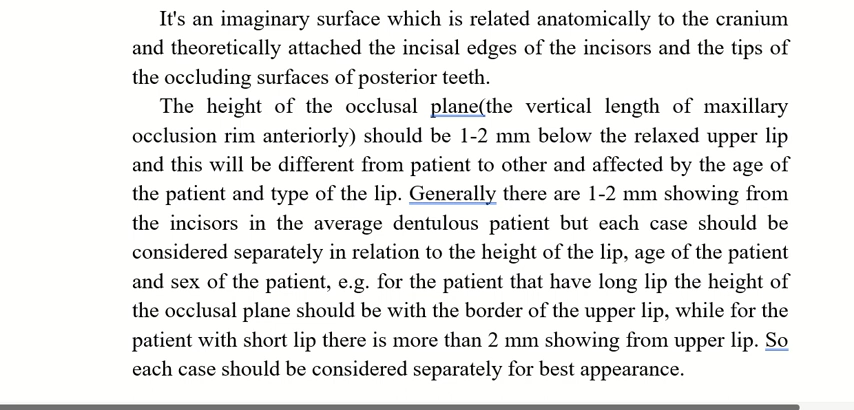 It's an imaginary surface which is related anatomically to the cranium
and theoretically attached the incisal edges of the incisors and the tips of
the occluding surfaces of posterior teeth.
The height of the occlusal plane(the vertical length of maxillary
occlusion rim anteriorly) should be 1-2 mm below the relaxed upper lip
and this will be different from patient to other and affected by the age of
the patient and type of the lip. Generally there are 1-2 mm showing from
the incisors in the average dentulous patient but each case should be
considered separately in relation to the height of the lip, age of the patient
and sex of the patient, e.g. for the patient that have long lip the height of
the occlusal plane should be with the border of the upper lip, while for the
patient with short lip there is more than 2 mm showing from upper lip. So
each case should be considered separately for best appearance.